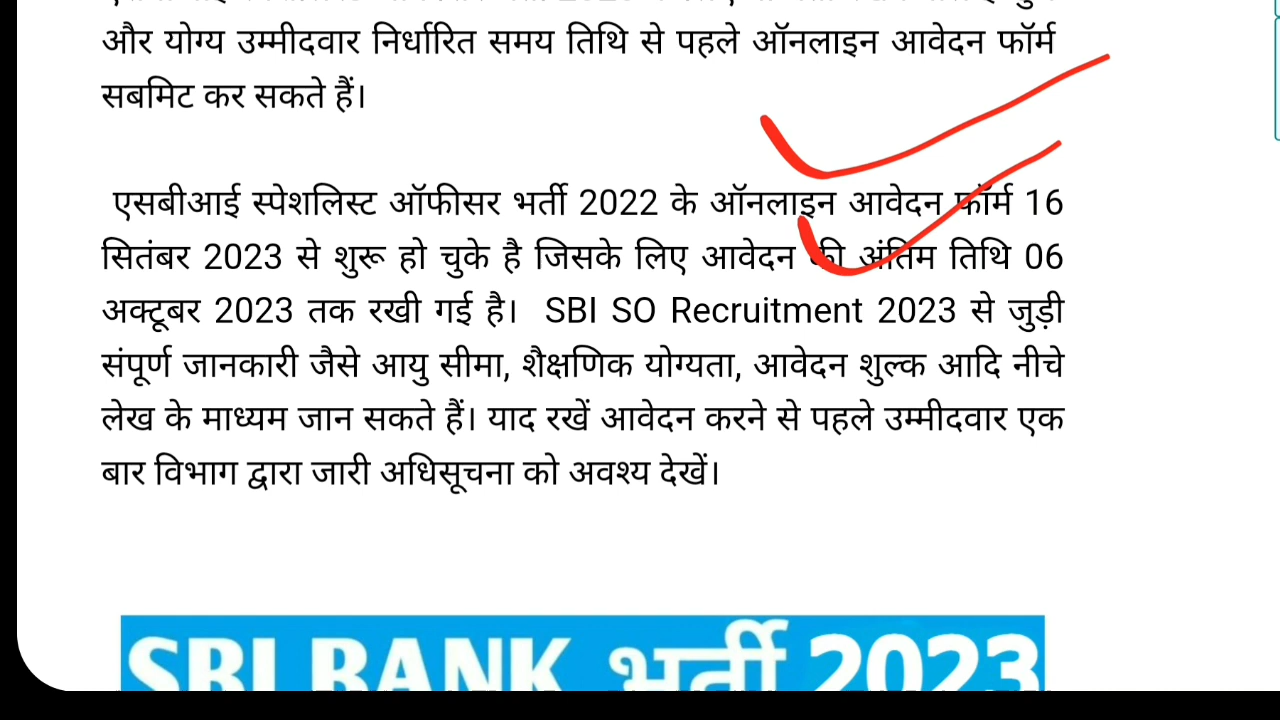 और योग्य उम्मीदवार निर्धारित समय तिथि से पहले ऑनलाइन आवेदन फॉर्म
सबमिट कर सकते हैं।
एसबीआई स्पेशलिस्ट ऑफीसर भर्ती 2022 के ऑनलाइन आवेदन फॉर्म 16
सितंबर 2023 से शुरू हो चुके है जिसके लिए आवेदन की अंतिम तिथि 06
अक्टूबर 2023 तक रखी गई है। SBI SO Recruitment 2023 से जुड़ी
संपूर्ण जानकारी जैसे आयु सीमा, शैक्षणिक योग्यता, आवेदन शुल्क आदि नीचे
लेख के माध्यम जान सकते हैं। याद रखें आवेदन करने से पहले उम्मीदवार एक
बार विभाग द्वारा जारी अधिसूचना को अवश्य देखें।
SBI BANK भर्ती 2023